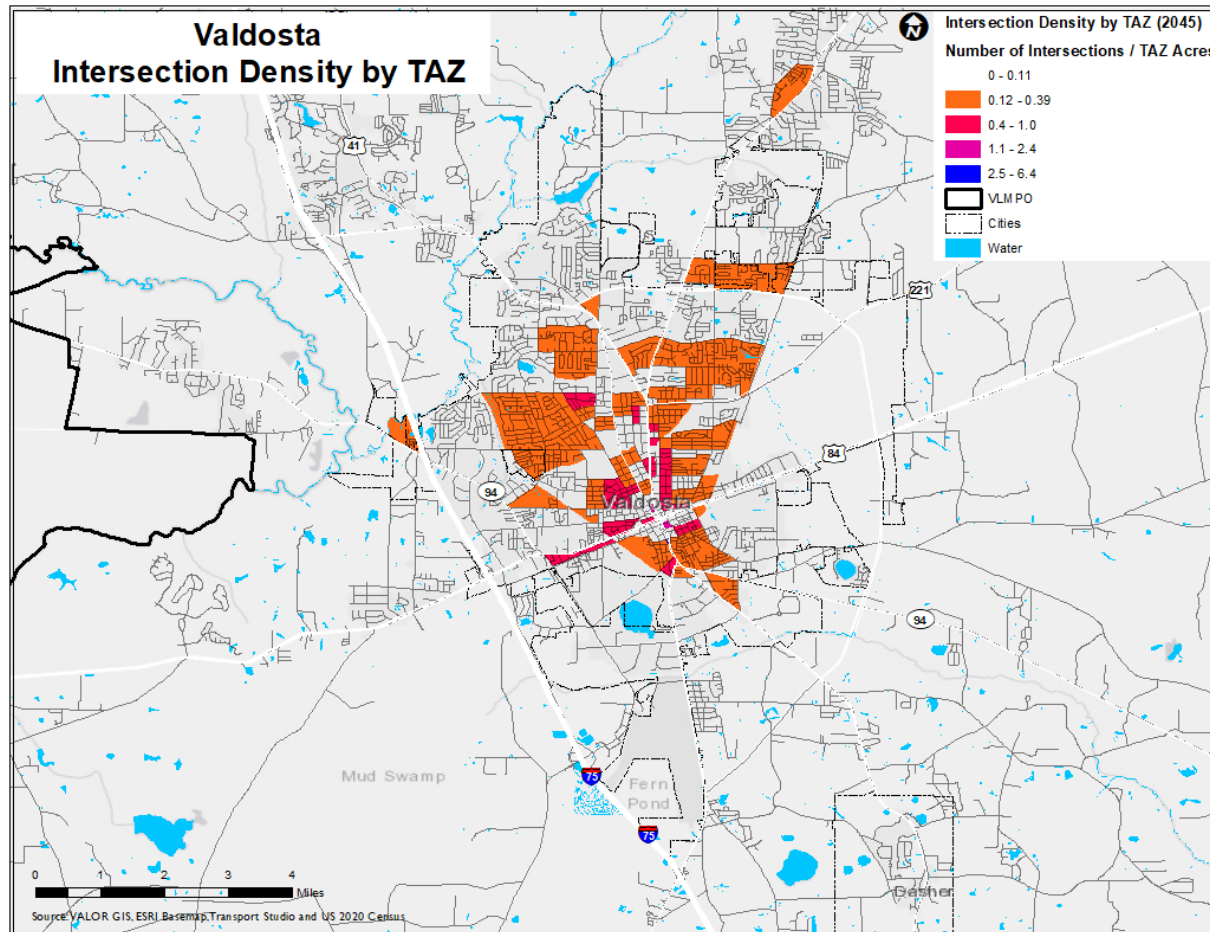 Valdosta
Intersection Density by TAZ
N
Intersection Density by TAZ (2045)
Number of Intersections / TAZ Acres
0 - 0.11
0.12 - 0.39
0.4 - 1.0
1.1 - 2.4
2.5 - 6.4
VLMPO
Cities
Water
41
221
84
94
Valdosta
94
Mud Swamp
75
Fern
Pond
75
Dasher
0 1 2 3 4
Miles
Source:VALOR GIS, ESRI Basemap,Transport Studio and US 2020 Census